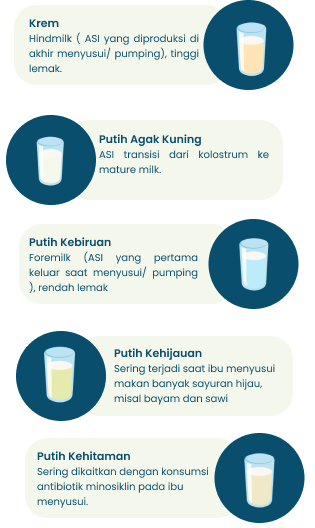 Krem
Hindmilk ( ASI yang diproduksi di
akhir menyusui/ pumping), tinggi
lemak.
Putih Agak Kuning
ASI transisi dari kolostrum ke
mature milk.
Putih Kebiruan
Foremilk (ASI yang pertama
keluar saat menyusui/ pumping
), rendah lemak
Putih Kehijauan
Sering terjadi saat ibu menyusui
makan banyak sayuran hijau,
misal bayam dan sawi
Putih Kehitaman
Sering dikaitkan dengan konsumsi
antibiotik minosiklin pada ibu
menyusui.